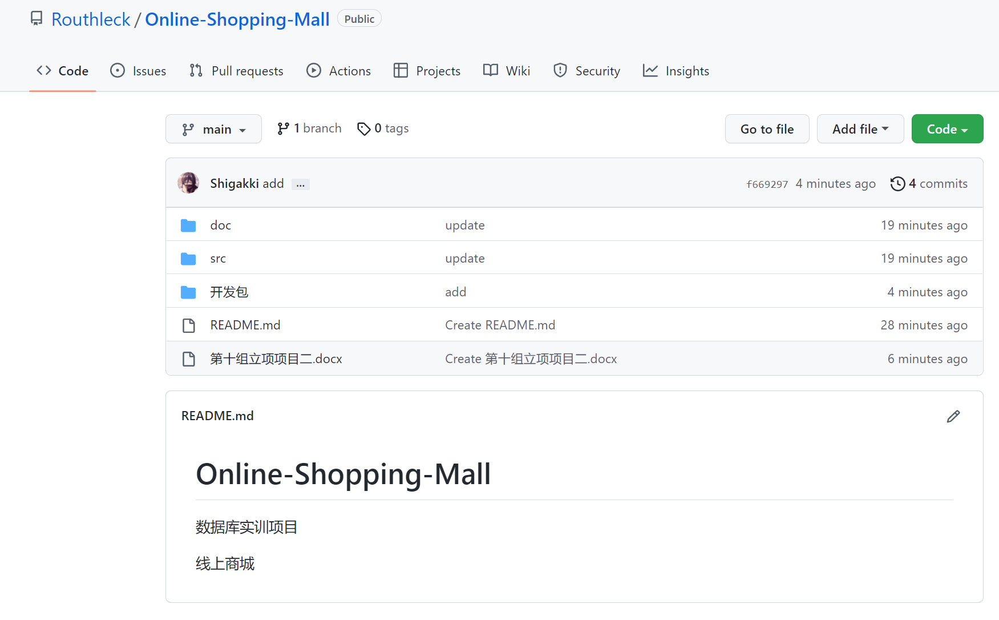 Routhleck / Online-Shopping-Mall Public
Code Issues Pull requests Actions Projects Wiki Security Insights
main 1 branch 0 tags Go to file Add file Code
Shigakki add ... f669297 4 minutes ago 4 commits
doc update 19 minutes ago
src update 19 minutes ago
开发包 add 4 minutes ago
README.md Create README.md 28 minutes ago
第十组立项项目二.docx Create 第十组立项项目二.docx 6 minutes ago
README.md
Online-Shopping-Mall
数据库实训项目
线上商城